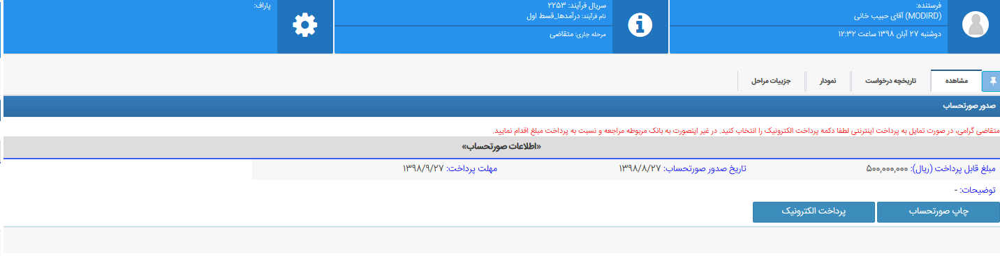 فرستنده:
(MODIRD) آقای حبیب خانی
دوشنبه ۲۷ آبان ۱۳۹۸ ساعت ۱۲:۳۲
سریال فرآیند: ۲۲۵۳
نام فرآیند: درآمدها_قسط اول
مرحله جاری: متقاضی
پاراف:
مشاهده
تاریخچه درخواست
نمودار
جزییات مراحل
صدور صورتحساب
متقاضی گرامی، در صورت تمایل به پرداخت اینترنتی لطفا دکمه پرداخت الکترونیک را انتخاب کنید. در غیر اینصورت به بانک مربوطه مراجعه و نسبت به پرداخت مبلغ اقدام نمایید.
«اطلاعات صورتحساب»
مبلغ قابل پرداخت (ریال): ۵۰۰,۰۰۰,۰۰۰
تاریخ صدور صورتحساب: ۱۳۹۸/۸/۲۷
مهلت پرداخت: ۱۳۹۸/۹/۲۷
توضیحات: -
چاپ صورتحساب
پرداخت الکترونیک